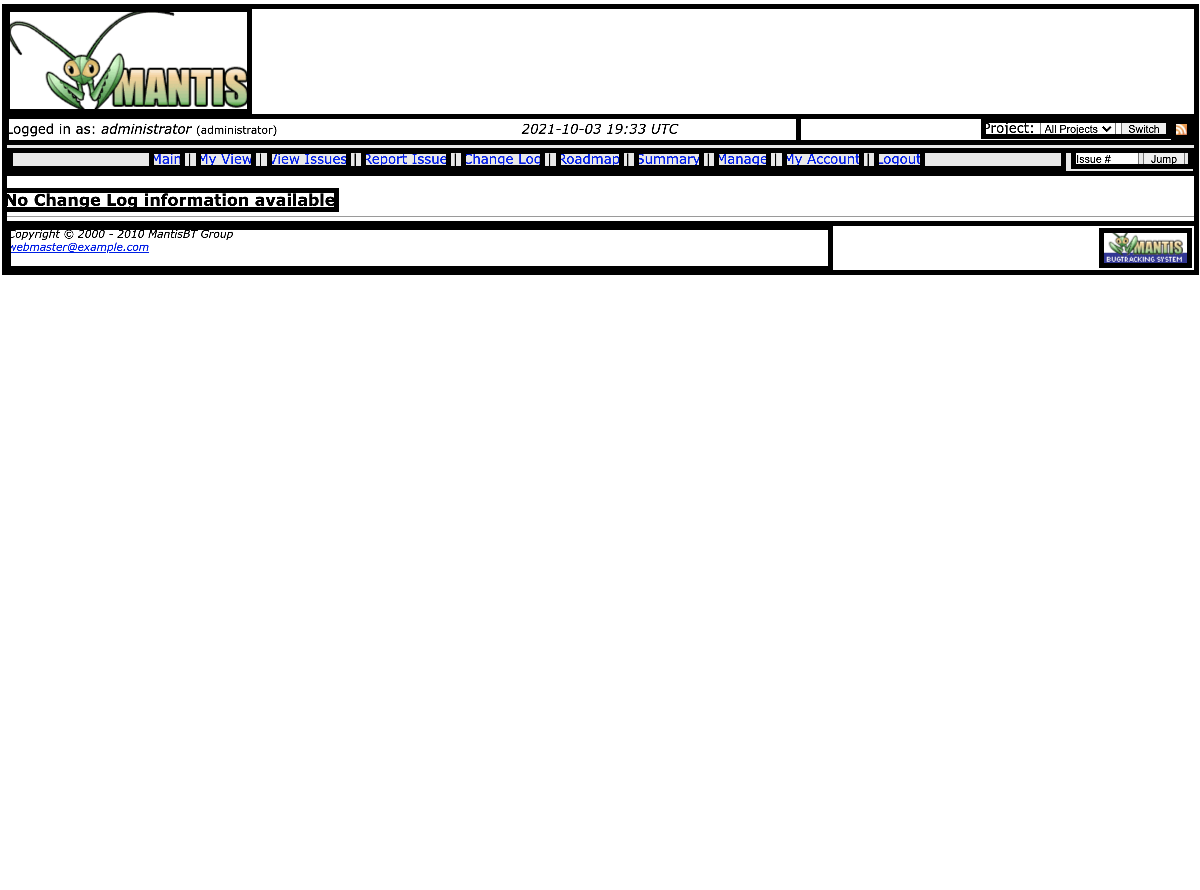 MANTIS
Logged in as: administrator (administrator)
2021-10-03 19:33 UTC
Project: All Projects Switch
Main | My View | View Issues | Report Issue | Change Log | Roadmap | Summary | Manage | My Account | Logout
Issue # Jump
No Change Log information available
Copyright © 2000 - 2010 MantisBT Group
webmaster@example.com
MANTIS
BUGTRACKING SYSTEM